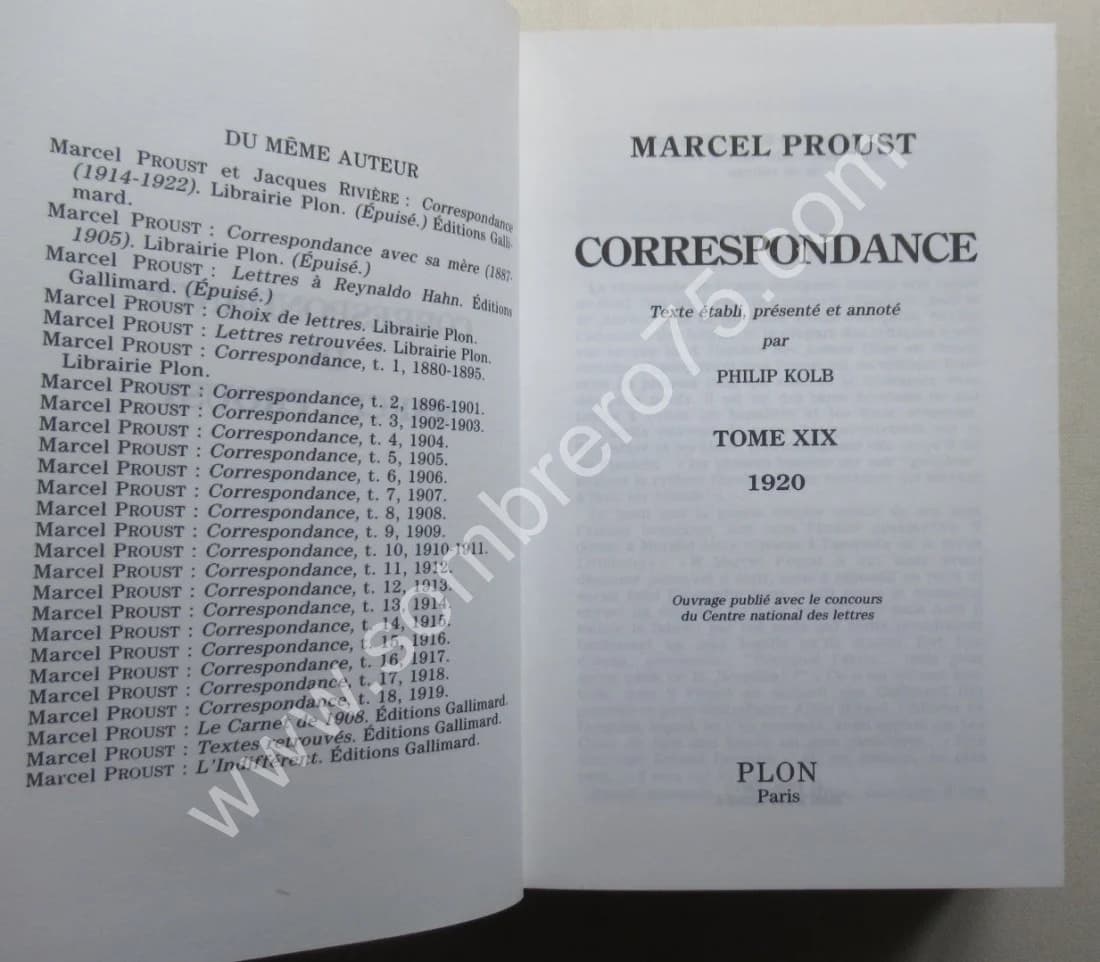 DU MÊME AUTEUR
Marcel PROUST et Jacques RIVIÈRE : Correspondance
(1914-1922). Librairie Plon. (Épuisé.) Éditions Galli-
mard.
Marcel PROUST : Correspondance avec sa mère (1887-
1905). Librairie Plon. (Épuisé.)
Marcel PROUST : Lettres à Reynaldo Hahn. Éditions
Gallimard. (Épuisé.)
Marcel PROUST : Choix de lettres. Librairie Plon.
Marcel PROUST : Lettres retrouvées. Librairie Plon.
Marcel PROUST : Correspondance, t. 1, 1880-1895.
Librairie Plon.
Marcel PROUST : Correspondance, t. 2, 1896-1901.
Marcel PROUST : Correspondance, t. 3, 1902-1903.
Marcel PROUST : Correspondance, t. 4, 1904.
Marcel PROUST : Correspondance, t. 5, 1905.
Marcel PROUST : Correspondance, t. 6, 1906.
Marcel PROUST : Correspondance, t. 7, 1907.
Marcel PROUST : Correspondance, t. 8, 1908.
Marcel PROUST : Correspondance, t. 9, 1909.
Marcel PROUST : Correspondance, t. 10, 1910-1911.
Marcel PROUST : Correspondance, t. 11, 1912.
Marcel PROUST : Correspondance, t. 12, 1913.
Marcel PROUST : Correspondance, t. 13, 1914.
Marcel PROUST : Correspondance, t. 14, 1915.
Marcel PROUST : Correspondance, t. 15, 1916.
Marcel PROUST : Correspondance, t. 16, 1917.
Marcel PROUST : Correspondance, t. 17, 1918.
Marcel PROUST : Correspondance, t. 18, 1919.
Marcel PROUST : Le Carnet de 1908. Éditions Gallimard.
Marcel PROUST : Textes retrouvés. Éditions Gallimard.
Marcel PROUST : L'Indifférent. Éditions Gallimard.
MARCEL PROUST
CORRESPONDANCE
Texte établi, présenté et annoté
par
PHILIP KOLB
TOME XIX
1920
Ouvrage publié avec le concours
du Centre national des lettres
PLON
Paris
www.sombrero75.com